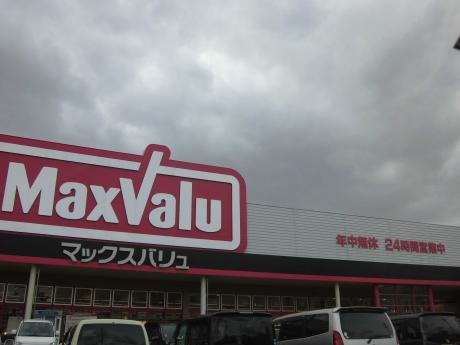 MaxValu
マックスバリュ
年中無休 24時間営業中